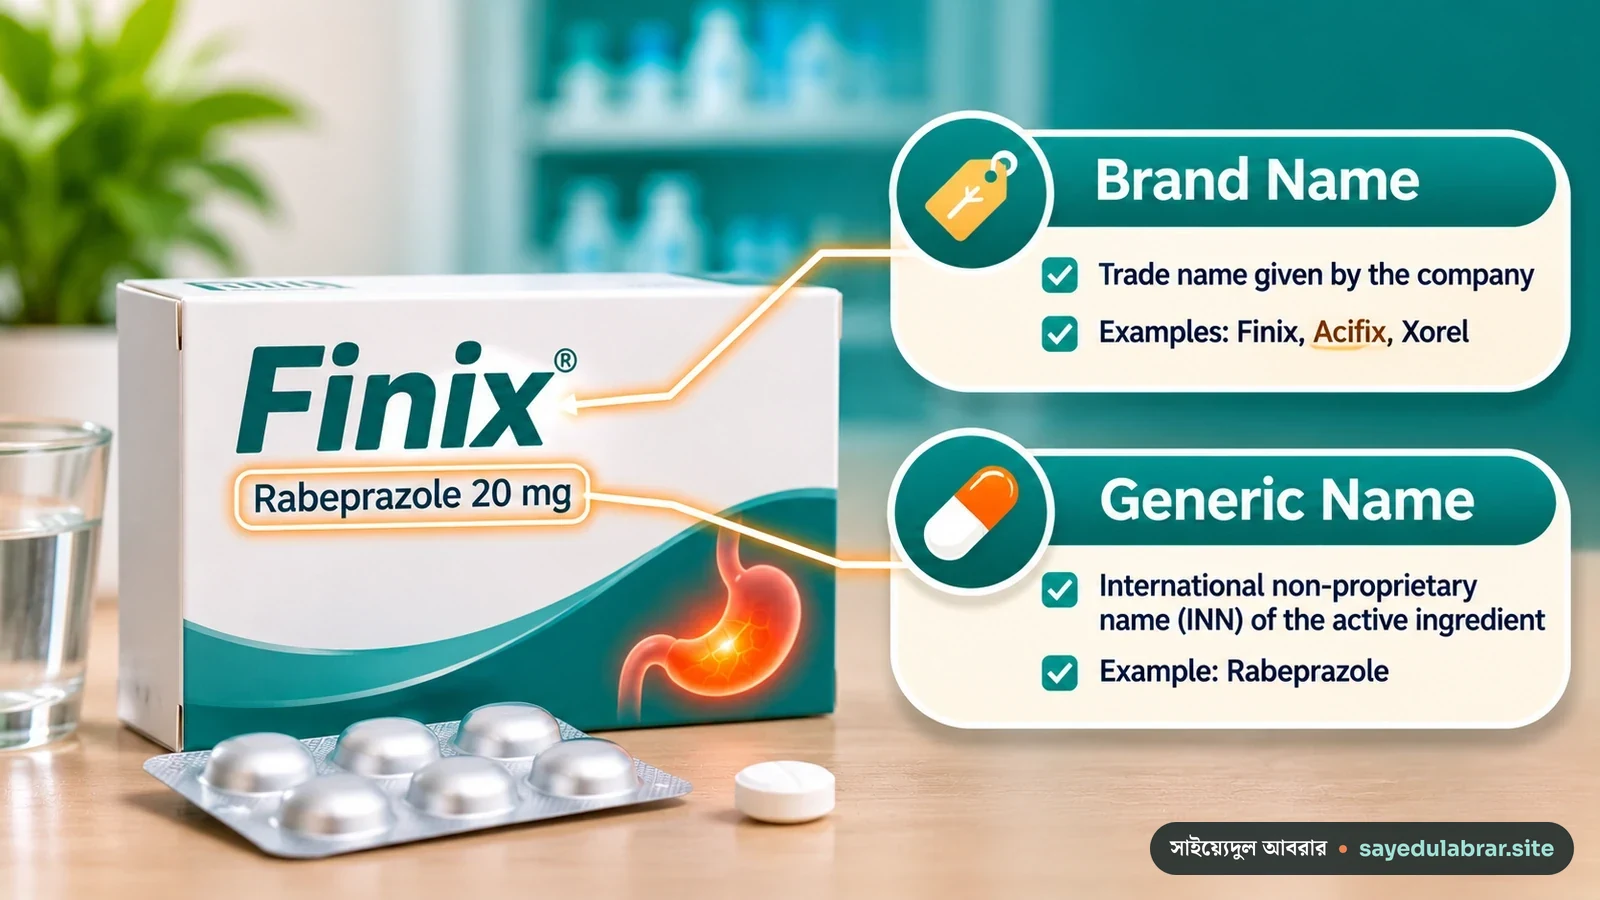 Finix®
Rabeprazole 20 mg
Brand Name
Trade name given by the company
Examples: Finix, Acifix, Xorel
Generic Name
International non-proprietary
name (INN) of the active ingredient
Example: Rabeprazole
সাইয়্যেদুল আবরার • sayedulabrar.site